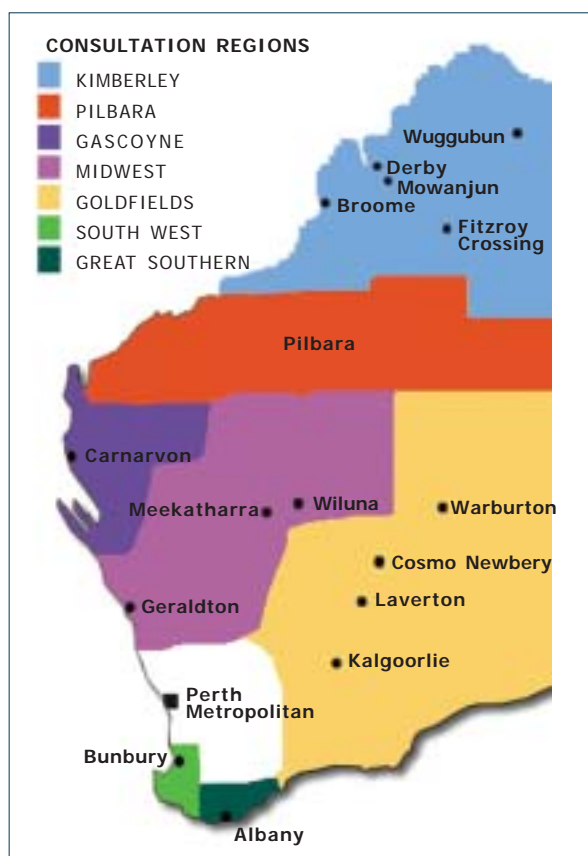 CONSULTATION REGIONS
KIMBERLEY
PILBARA
GASCOYNE
MIDWEST
GOLDFIELDS
SOUTH WEST
GREAT SOUTHERN
Wuggubun
Derby
Mowanjun
Broome
Fitzroy
Crossing
Pilbara
Carnarvon
Meekatharra
Wiluna
Warburton
Cosmo Newbery
Laverton
Geraldton
Kalgoorlie
Perth
Metropolitan
Bunbury
Albany